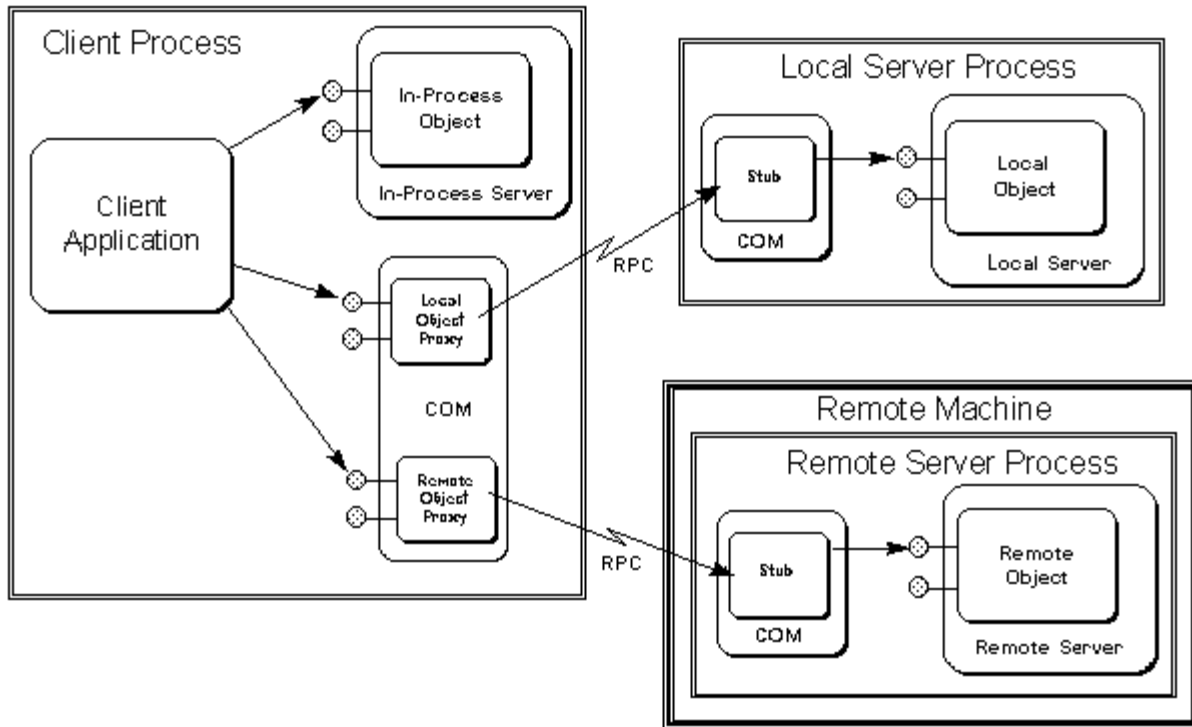 Client Process
In-Process
Object
In-Process Server
Client
Application
Local
Object
Proxy
COM
Remote
Object
Proxy
RPC
RPC
Local Server Process
Stub
COM
Local
Object
Local Server
Remote Machine
Remote Server Process
Stub
COM
Remote
Object
Remote Server